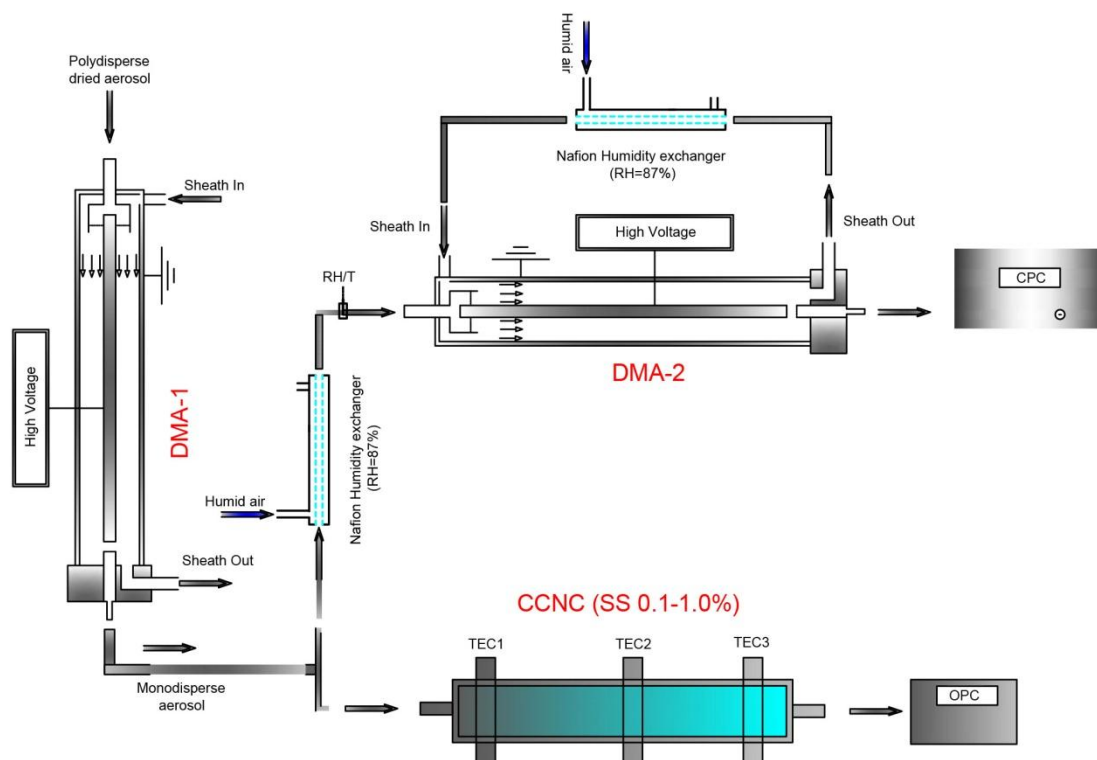 Polydisperse
dried aerosol
Sheath In
High Voltage
DMA-1
Sheath Out
Monodisperse
aerosol
Humid air
Nafion Humidity exchanger
(RH=87%)
RH/T
Humid air
Nafion Humidity exchanger
(RH=87%)
Sheath In
High Voltage
Sheath Out
DMA-2
CPC
CCNC (SS 0.1-1.0%)
TEC1
TEC2
TEC3
OPC